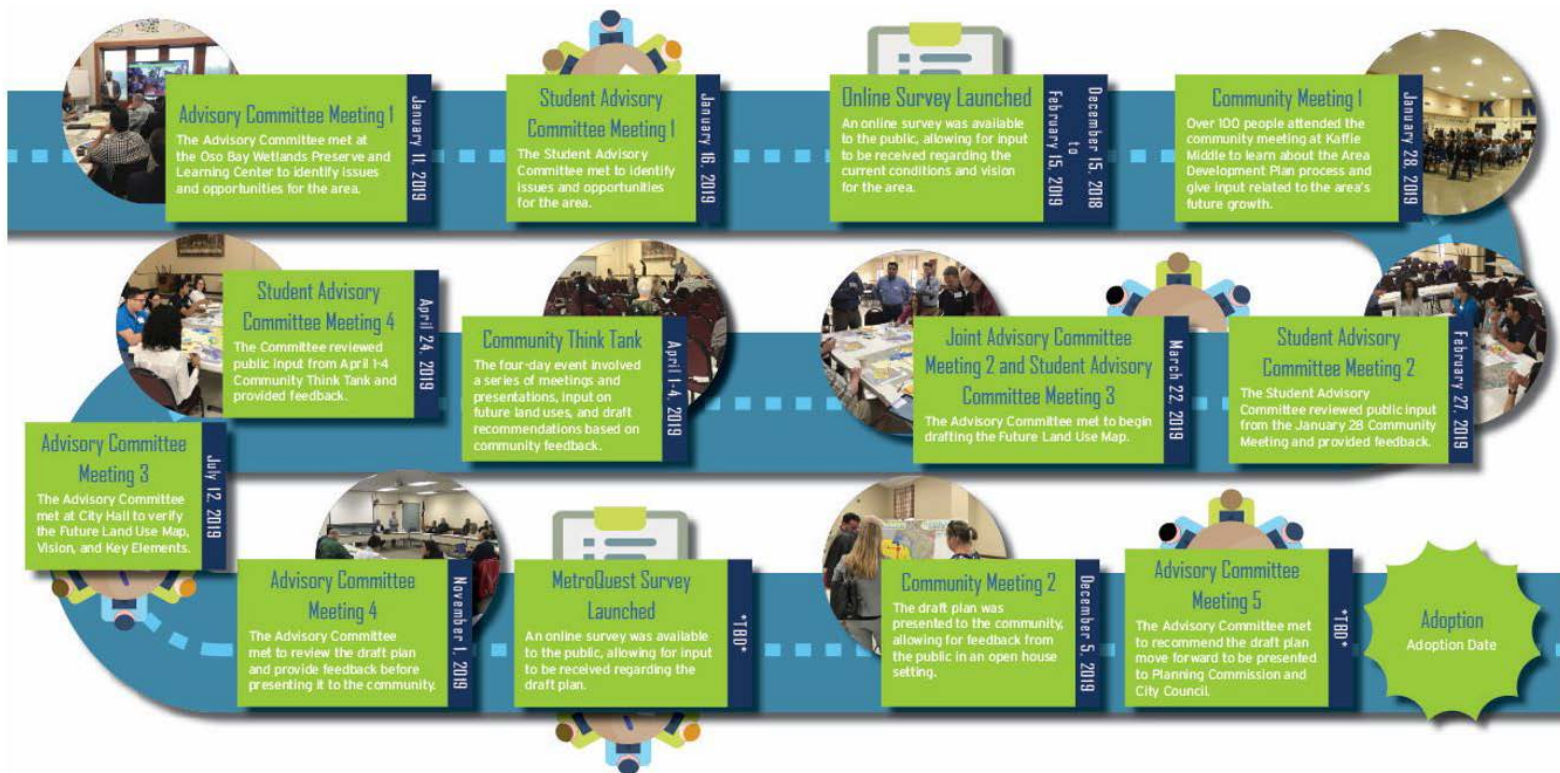 Advisory Committee Meeting 1
The Advisory Committee met at
the Oso Bay Wetlands Preserve and
Learning Center to identify issues
and opportunities for the area.
January 11, 2019
Student Advisory
Committee Meeting 1
The Student Advisory
Committee met to identify
issues and opportunities
for the area.
January 16, 2019
Online Survey Launched
An online survey was available
to the public, allowing for input
to be received regarding the
current conditions and vision
for the area.
December 15, 2018
to
February 15, 2019
Community Meeting 1
Over 100 people attended the
community meeting at Kaffie
Middle to learn about the Area
Development Plan process and
give input related to the area's
future growth.
January 28, 2019
Student Advisory
Committee Meeting 2
The Student Advisory
Committee reviewed public input
from the January 28 Community
Meeting and provided feedback.
February 27, 2019
Joint Advisory Committee
Meeting 2 and Student Advisory
Committee Meeting 3
The Advisory Committee met to begin
drafting the Future Land Use Map.
March 22, 2019
Community Think Tank
The four-day event involved
a series of meetings and
presentations, input on
future land uses, and draft
recommendations based on
community feedback.
April 1-4, 2019
Student Advisory
Committee Meeting 4
The Committee reviewed
public input from April 1-4
Community Think Tank and
provided feedback.
April 24, 2019
Advisory Committee
Meeting 3
The Advisory Committee
met at City Hall to verify
the Future Land Use Map,
Vision, and Key Elements.
July 12, 2019
Advisory Committee
Meeting 4
The Advisory Committee
met to review the draft plan
and provide feedback before
presenting it to the community.
November 1, 2019
MetroQuest Survey
Launched
An online survey was available
to the public, allowing for input
to be received regarding the
draft plan.
*TBD*
Community Meeting 2
The draft plan was
presented to the community,
allowing for feedback from
the public in an open house
setting.
December 5, 2019
Advisory Committee
Meeting 5
The Advisory Committee met
to recommend the draft plan
move forward to be presented
to Planning Commission and
City Council.
*TBD*
Adoption
Adoption Date